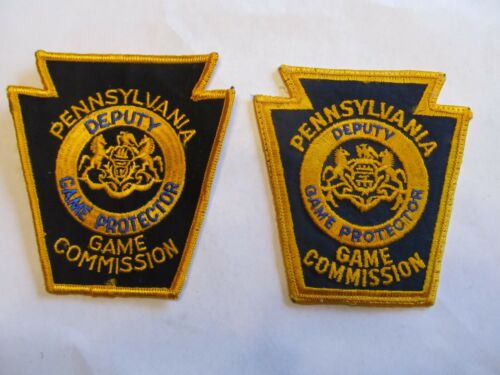 PENNSYLVANIA
DEPUTY
GAME PROTECTOR
GAME
COMMISSION
PENNSYLVANIA
DEPUTY
GAME PROTECTOR
GAME
COMMISSION